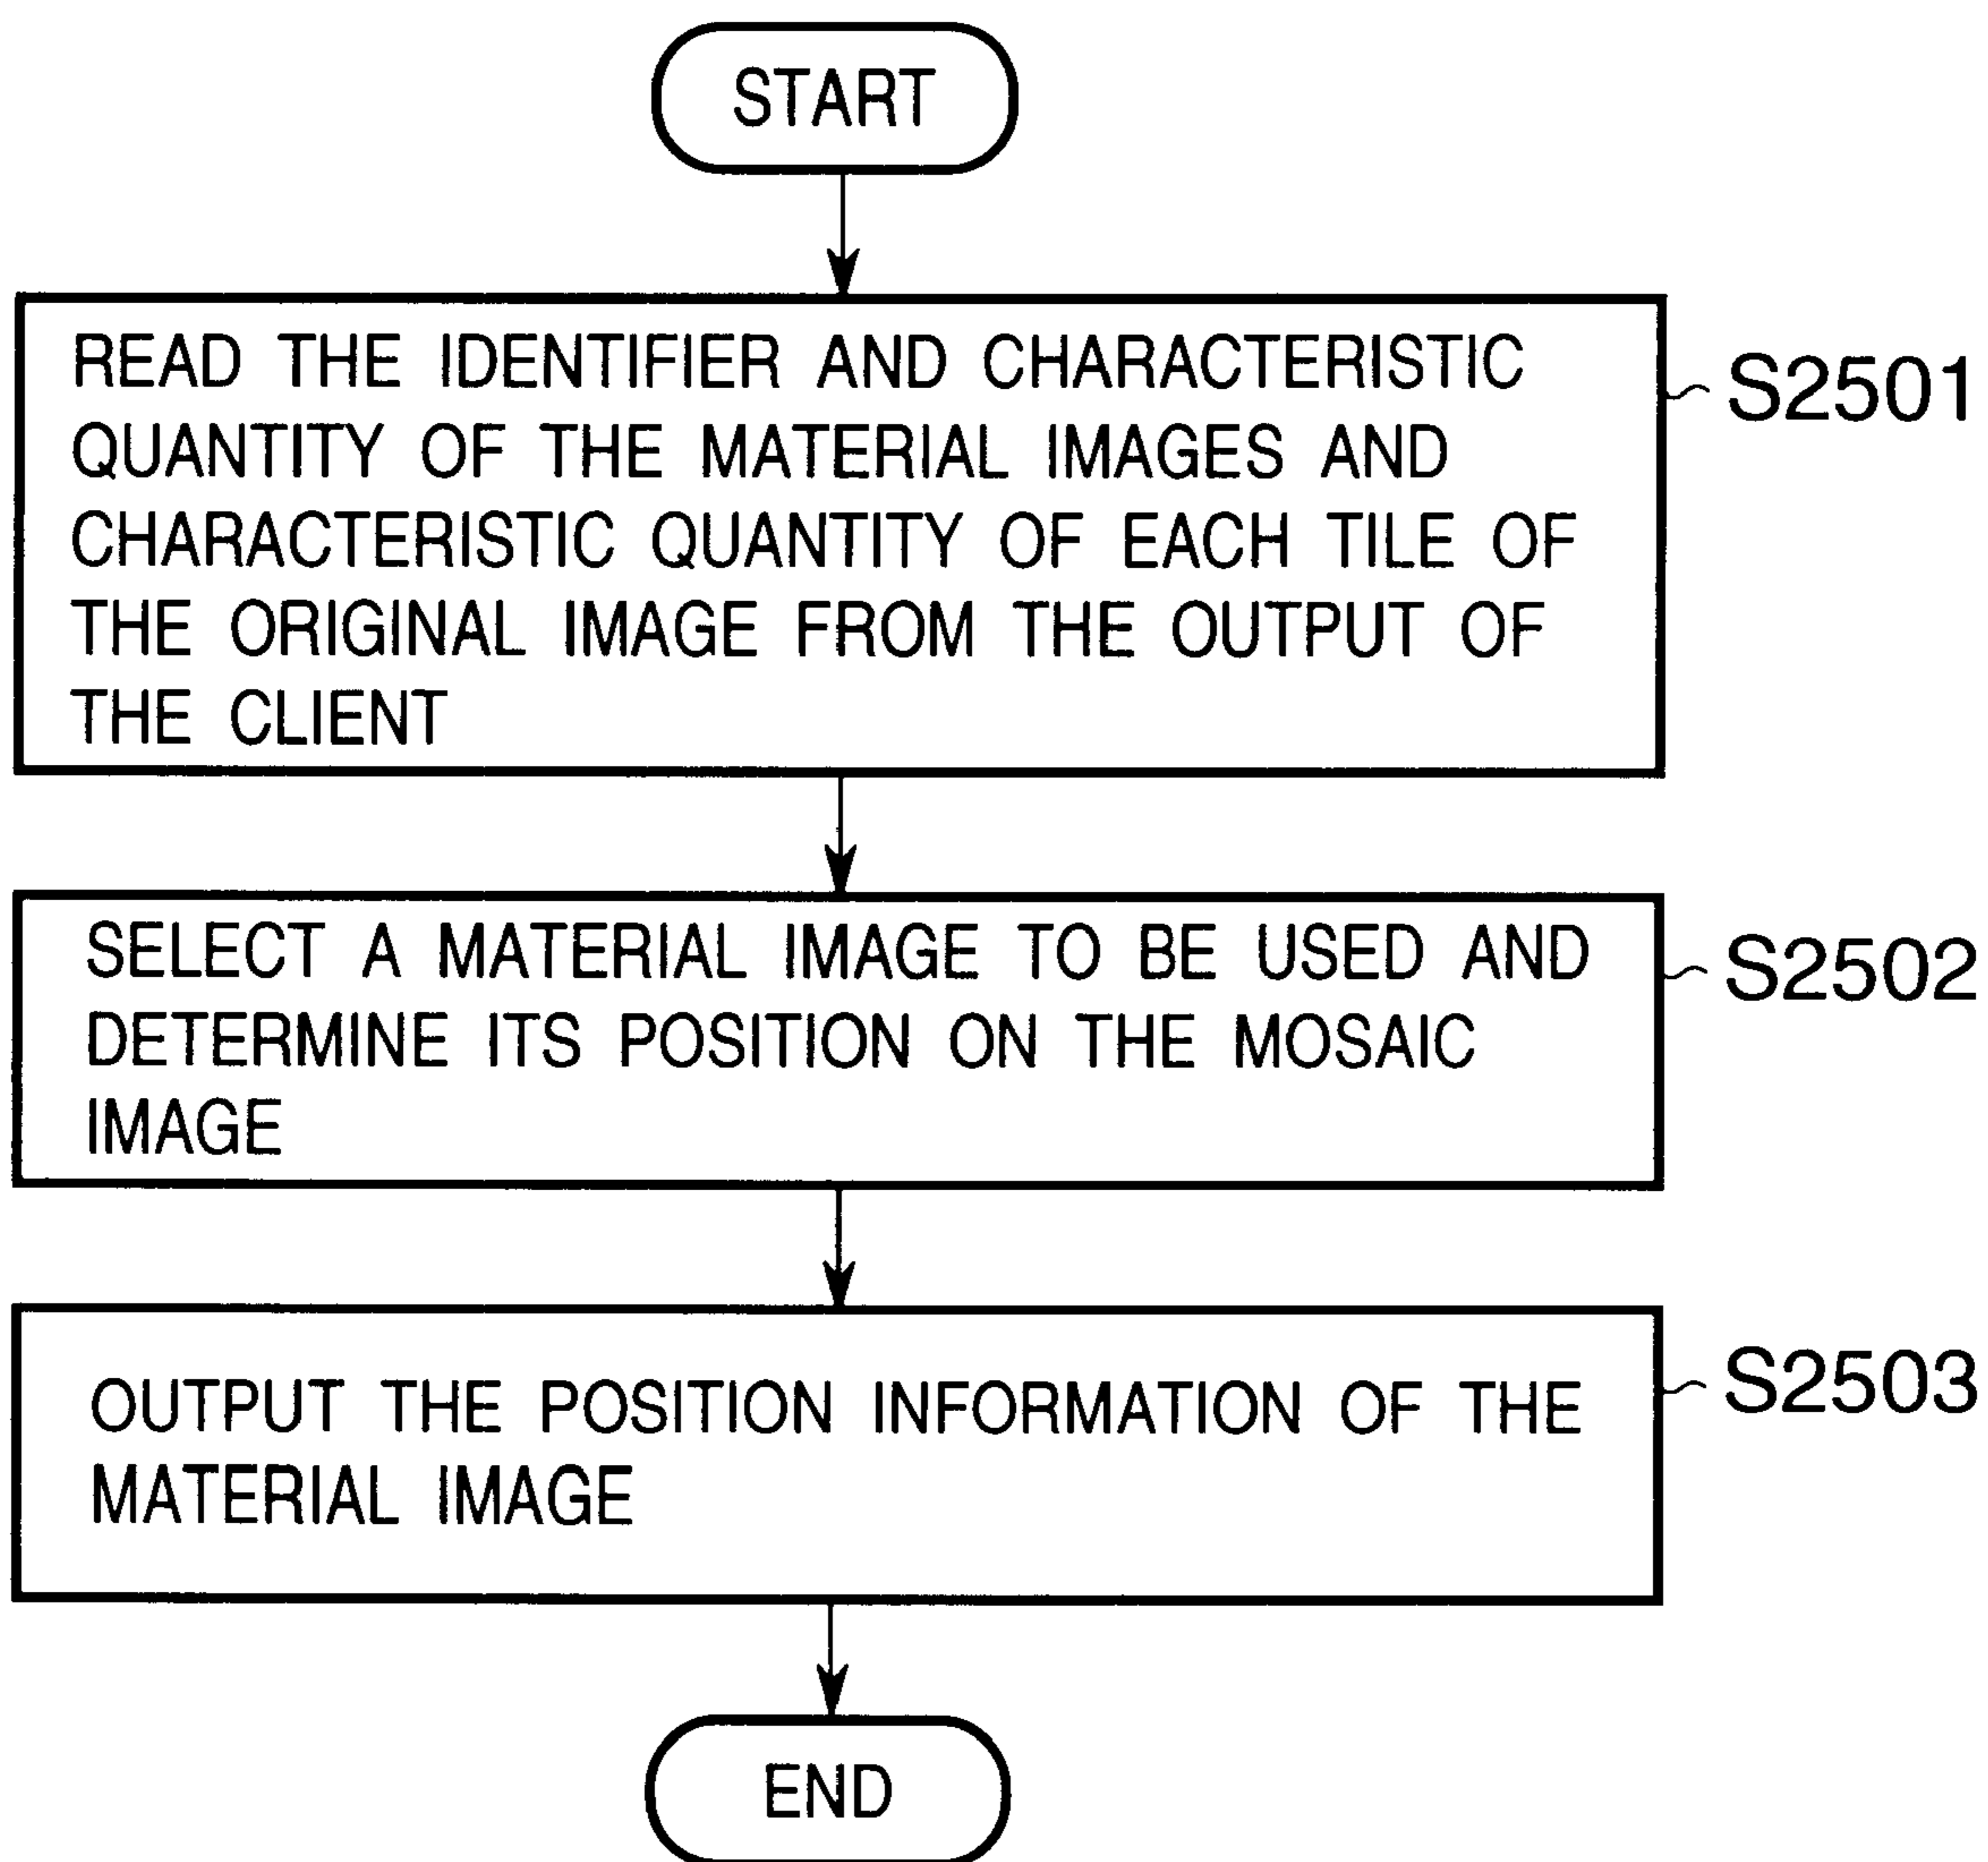 START
READ THE IDENTIFIER AND CHARACTERISTIC
QUANTITY OF THE MATERIAL IMAGES AND
CHARACTERISTIC QUANTITY OF EACH TILE OF
THE ORIGINAL IMAGE FROM THE OUTPUT OF
THE CLIENT
S2501
SELECT A MATERIAL IMAGE TO BE USED AND
DETERMINE ITS POSITION ON THE MOSAIC
IMAGE
S2502
OUTPUT THE POSITION INFORMATION OF THE
MATERIAL IMAGE
S2503
END